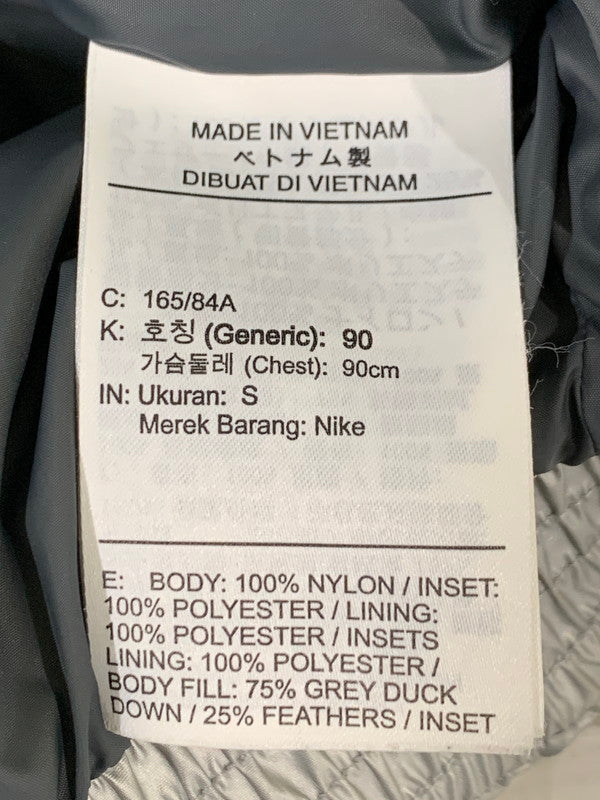 MADE IN VIETNAM
ベトナム製
DIBUAT DI VIETNAM
C: 165/84A
K: 호칭 (Generic): 90
가슴둘레 (Chest): 90cm
IN: Ukuran: S
Merek Barang: Nike
E: BODY: 100% NYLON / INSET:
100% POLYESTER / LINING:
100% POLYESTER / INSETS
LINING: 100% POLYESTER /
BODY FILL: 75% GREY DUCK
DOWN / 25% FEATHERS / INSET